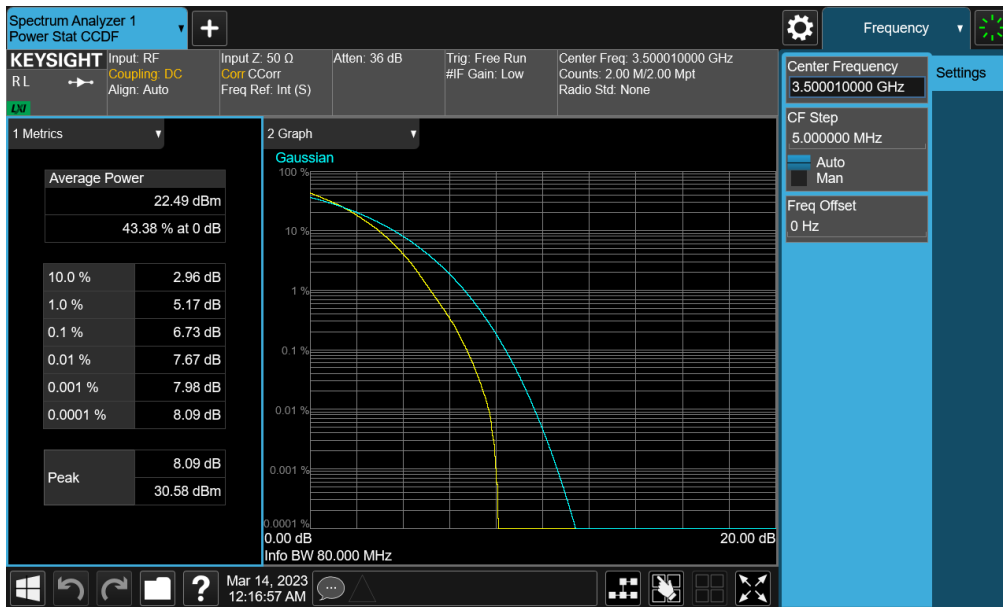 Spectrum Analyzer 1
Power Stat CCDF
Frequency
KEYSIGHT
RL
LXI
Input: RF
Coupling: DC
Align: Auto
Input Z: 50 Ω
Corr CCorr
Freq Ref: Int (S)
Atten: 36 dB
Trig: Free Run
#IF Gain: Low
Center Freq: 3.500010000 GHz
Counts: 2.00 M/2.00 Mpt
Radio Std: None
Center Frequency
3.500010000 GHz
Settings
CF Step
5.000000 MHz
Auto
Man
Freq Offset
0 Hz
1 Metrics
Average Power
22.49 dBm
43.38 % at 0 dB
10.0 % 2.96 dB
1.0 % 5.17 dB
0.1 % 6.73 dB
0.01 % 7.67 dB
0.001 % 7.98 dB
0.0001 % 8.09 dB
Peak
8.09 dB
30.58 dBm
2 Graph
Gaussian
100 %
10 %
1 %
0.1 %
0.01 %
0.001 %
0.0001 %
0.00 dB 20.00 dB
Info BW 80.000 MHz
?
Mar 14, 2023
12:16:57 AM